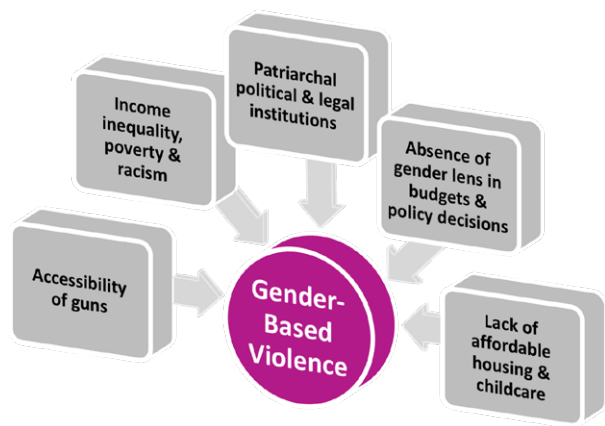 Patriarchal
political & legal
institutions
Income
inequality,
poverty &
racism
Absence of
gender lens in
budgets &
policy decisions
Accessibility
of guns
Gender-
Based
Violence
Lack of
affordable
housing &
childcare